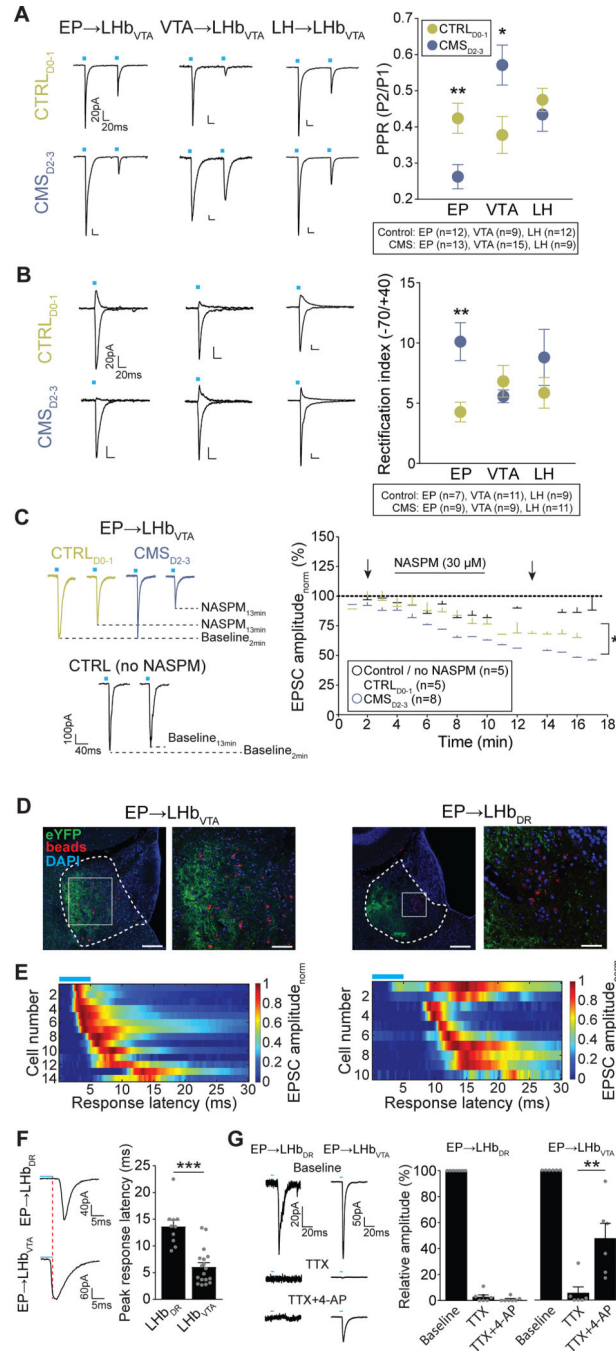 A
EP→LHbVTA VTA→LHbVTA LH→LHbVTA
CTRLD0-1
20pA
20ms
CMSD2-3
PPR (P2/P1)
0.7
0.6
0.5
0.4
0.3
0.2
CTRLD0-1
CMSD2-3
** *
EP VTA LH
Control: EP (n=12), VTA (n=9), LH (n=12)
CMS: EP (n=13), VTA (n=15), LH (n=9)
B
CTRLD0-1
20pA
20ms
CMSD2-3
Rectification index (-70/+40)
15
10
5
0
**
EP VTA LH
Control: EP (n=7), VTA (n=11), LH (n=9)
CMS: EP (n=9), VTA (n=9), LH (n=11)
C
EP→LHbVTA
CTRLD0-1 CMSD2-3
NASPM13min
NASPM13min
Baseline2min
CTRL (no NASPM)
100pA
40ms
Baseline13min
Baseline2min
EPSC amplitudenorm (%)
100
75
50
25
0
NASPM (30 µM)
*
Control / no NASPM (n=5)
CTRLD0-1 (n=5)
CMSD2-3 (n=8)
0 2 4 6 8 10 12 14 16 18
Time (min)
D
EP→LHbVTA EP→LHbDR
eYFP
beads
DAPI
E
Cell number
2
4
6
8
10
12
14
0 5 10 15 20 25 30
Response latency (ms)
1
0.8
0.6
0.4
0.2
0
EPSC amplitudenorm
Cell number
2
4
6
8
10
0 5 10 15 20 25 30
Response latency (ms)
1
0.8
0.6
0.4
0.2
0
EPSC amplitudenorm
F
EP→LHbDR
40pA
5ms
EP→LHbVTA
60pA
5ms
Peak response latency (ms)
25
20
15
10
5
0
***
LHbDR LHbVTA
G
EP→LHbDR EP→LHbVTA
Baseline
20pA
20ms
50pA
20ms
TTX
TTX+4-AP
Relative amplitude (%)
100
80
60
40
20
0
EP→LHbDR EP→LHbVTA
**
Baseline TTX TTX+4-AP Baseline TTX TTX+4-AP